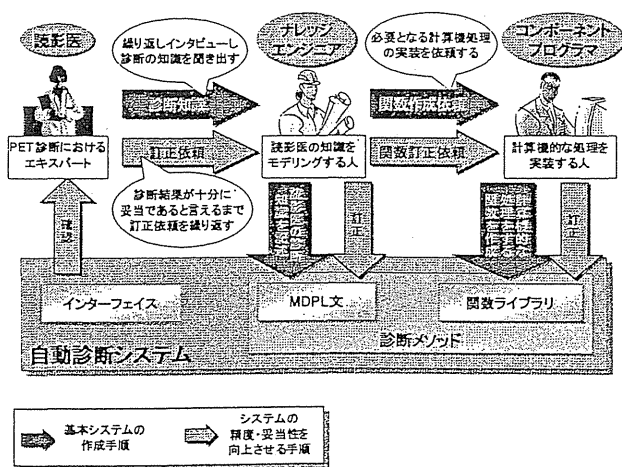 読影医
ナレッジ
エンジニア
コンポーネント
プログラマ
繰り返しインタビューし
診断の知識を聞き出す
必要となる計算機処理
の実装を依頼する
診断知識
関数作成依頼
PET診断における
エキスパート
訂正依頼
読影医の知識を
モデリングする人
関数訂正依頼
計算機的な処理を
実装する人
診断結果が十分に
妥当であると言えるまで
訂正依頼を繰り返す
確認
訂正
訂正
インターフェイス
MDPL文
関数ライブラリ
診断メソッド
自動診断システム
基本システムの
作成手順
システムの
精度・妥当性を
向上させる手順